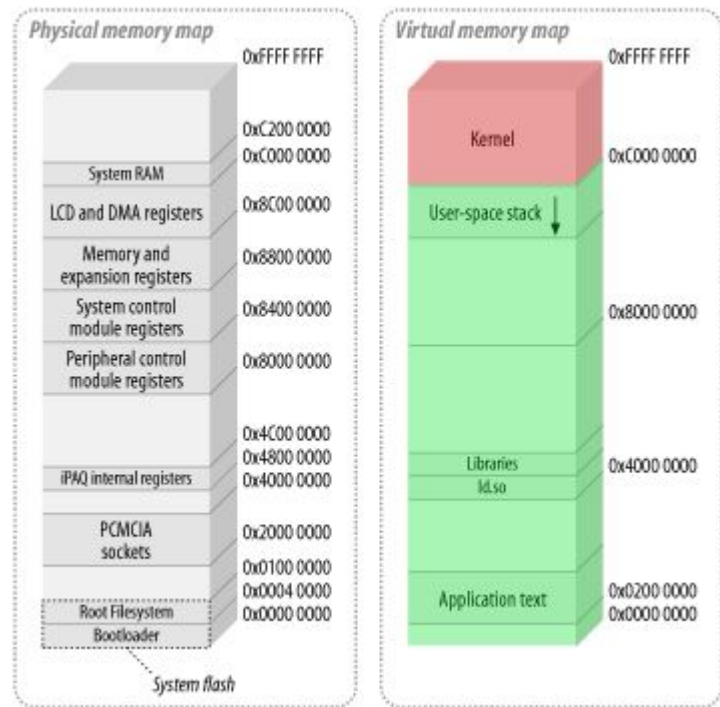 Physical memory map
0xFFFF FFFF
0xC200 0000
0xC000 0000
System RAM
LCD and DMA registers
0x8C00 0000
Memory and
expansion registers
0x8800 0000
System control
module registers
0x8400 0000
Peripheral control
module registers
0x8000 0000
0x4C00 0000
0x4800 0000
iPAQ internal registers
0x4000 0000
PCMCIA
sockets
0x2000 0000
0x0100 0000
0x0004 0000
Root Filesystem
0x0000 0000
Bootloader
System flash
Virtual memory map
0xFFFF FFFF
Kernel
0xC000 0000
User-space stack
0x8000 0000
Libraries
0x4000 0000
ld.so
Application text
0x0200 0000
0x0000 0000